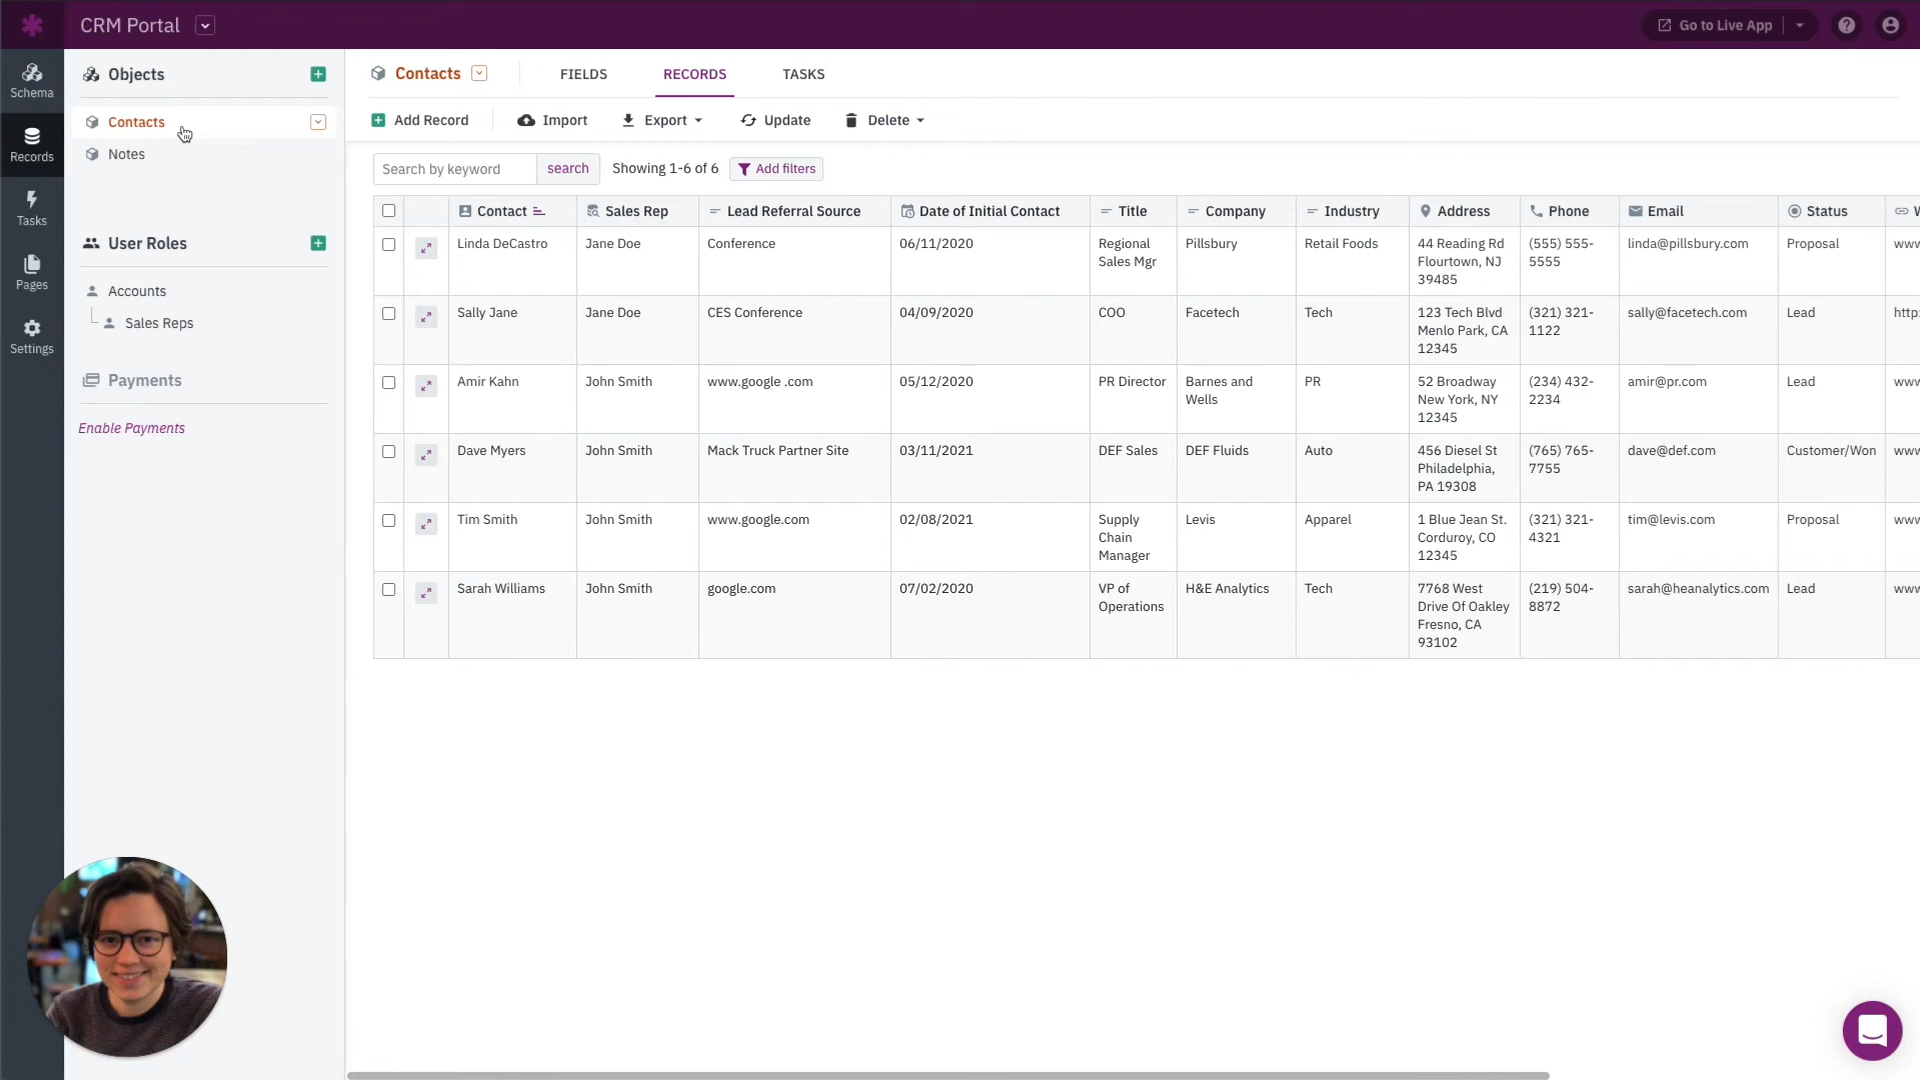 CRM Portal
Go to Live App
Schema
Records
Tasks
Pages
Settings
Objects
Contacts
Notes
User Roles
Accounts
Sales Reps
Payments
Enable Payments
Contacts FIELDS RECORDS TASKS
Add Record Import Export Update Delete
Search by keyword search Showing 1-6 of 6 Add filters
Contact Sales Rep Lead Referral Source Date of Initial Contact Title Company Industry Address Phone Email Status
Linda DeCastro Jane Doe Conference 06/11/2020 Regional Pillsbury Retail Foods 44 Reading Rd (555) 555- linda@pillsbury.com Proposal www
Sales Mgr Flourtown, NJ 5555
39485
Sally Jane Jane Doe CES Conference 04/09/2020 COO Facetech Tech 123 Tech Blvd (321) 321- sally@facetech.com Lead http:
Menlo Park, CA 1122
12345
Amir Kahn John Smith www.google .com 05/12/2020 PR Director Barnes and PR 52 Broadway (234) 432- amir@pr.com Lead www
Wells New York, NY 2234
12345
Dave Myers John Smith Mack Truck Partner Site 03/11/2021 DEF Sales DEF Fluids Auto 456 Diesel St (765) 765- dave@def.com Customer/Won www
Philadelphia, 7755
PA 19308
Tim Smith John Smith www.google.com 02/08/2021 Supply Levis Apparel 1 Blue Jean St. (321) 321- tim@levis.com Proposal www
Chain Corduroy, CO 4321
Manager 12345
Sarah Williams John Smith google.com 07/02/2020 VP of H&E Analytics Tech 7768 West (219) 504- sarah@heanalytics.com Lead www
Operations Drive Of Oakley 8872
Fresno, CA
93102